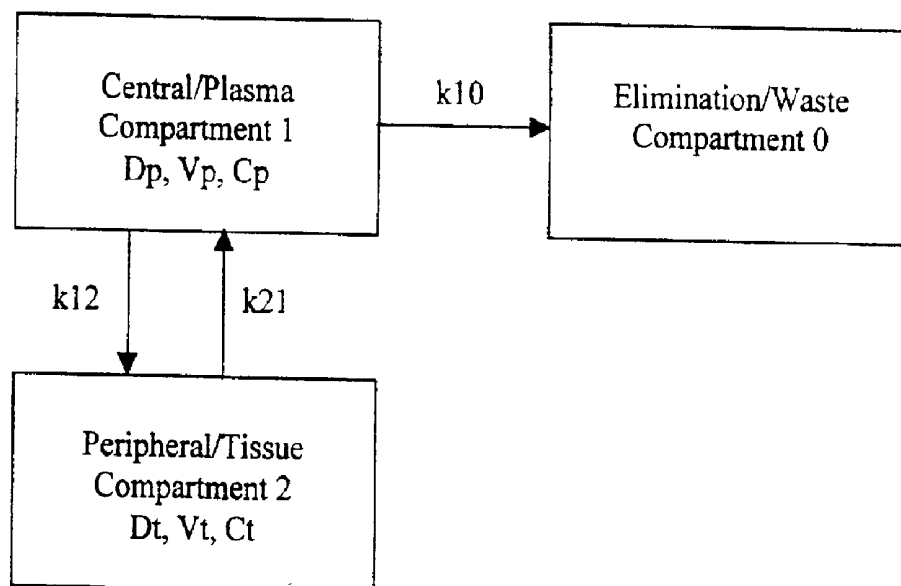 Central/Plasma
Compartment 1
Dp, Vp, Cp
k10
Elimination/Waste
Compartment 0
k12
k21
Peripheral/Tissue
Compartment 2
Dt, Vt, Ct